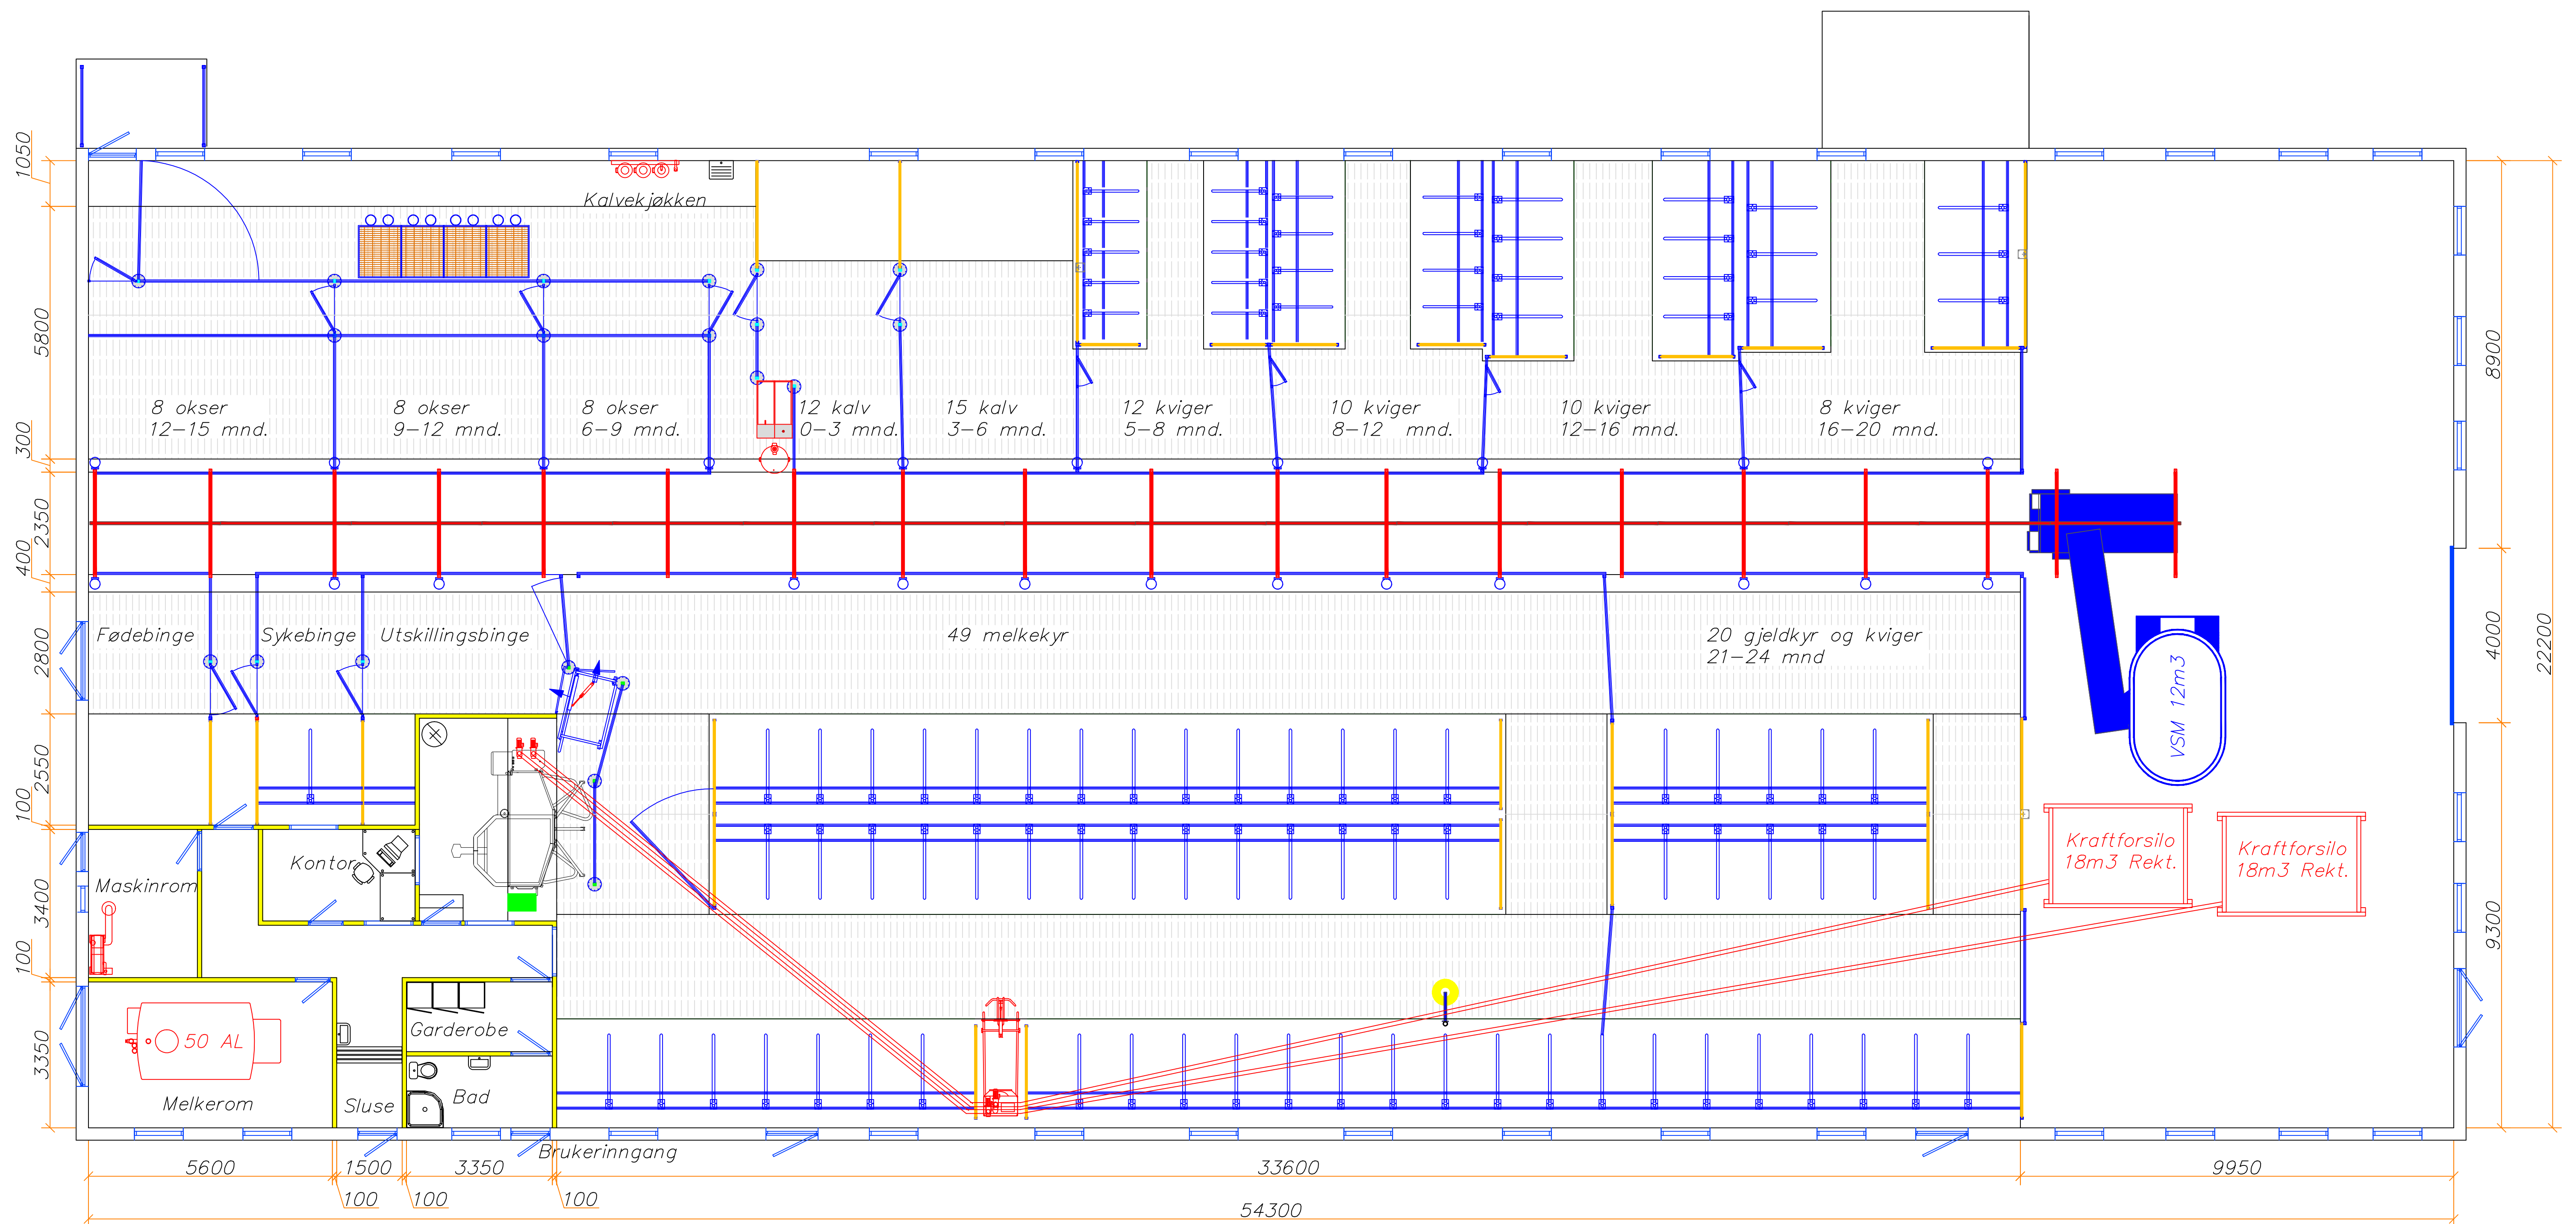 Kalvekjøkken
8 okser
12-15 mnd.
8 okser
9-12 mnd.
8 okser
6-9 mnd.
12 kalv
0-3 mnd.
15 kalv
3-6 mnd.
12 kviger
5-8 mnd.
10 kviger
8-12 mnd.
10 kviger
12-16 mnd.
8 kviger
16-20 mnd.
Fødebinge
Sykebinge
Utskillingsbinge
49 melkekyr
20 gjeldkyr og kviger
21-24 mnd
VSM 12m3
Kraftforsilo
18m3 Rekt.
Kraftforsilo
18m3 Rekt.
Kontor
Maskinrom
Garderobe
50 AL
Melkerom
Sluse
Bad
Brukerinngang
1050
5800
300
2350
400
2800
2550
100
3400
100
3350
8900
4000
9300
22200
5600
1500
3350
33600
9950
100
100
100
54300